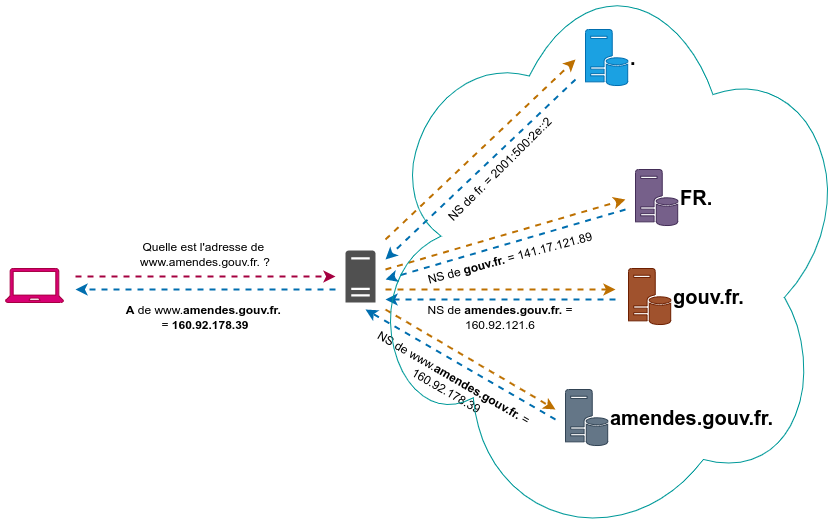 .
NS de fr. = 2001:500:2e::2
FR.
NS de gouv.fr. = 141.17.121.89
Quelle est l'adresse de
www.amendes.gouv.fr. ?
A de www.amendes.gouv.fr.
= 160.92.178.39
gouv.fr.
NS de amendes.gouv.fr. =
160.92.121.6
NS de www.amendes.gouv.fr. =
160.92.178.39
amendes.gouv.fr.